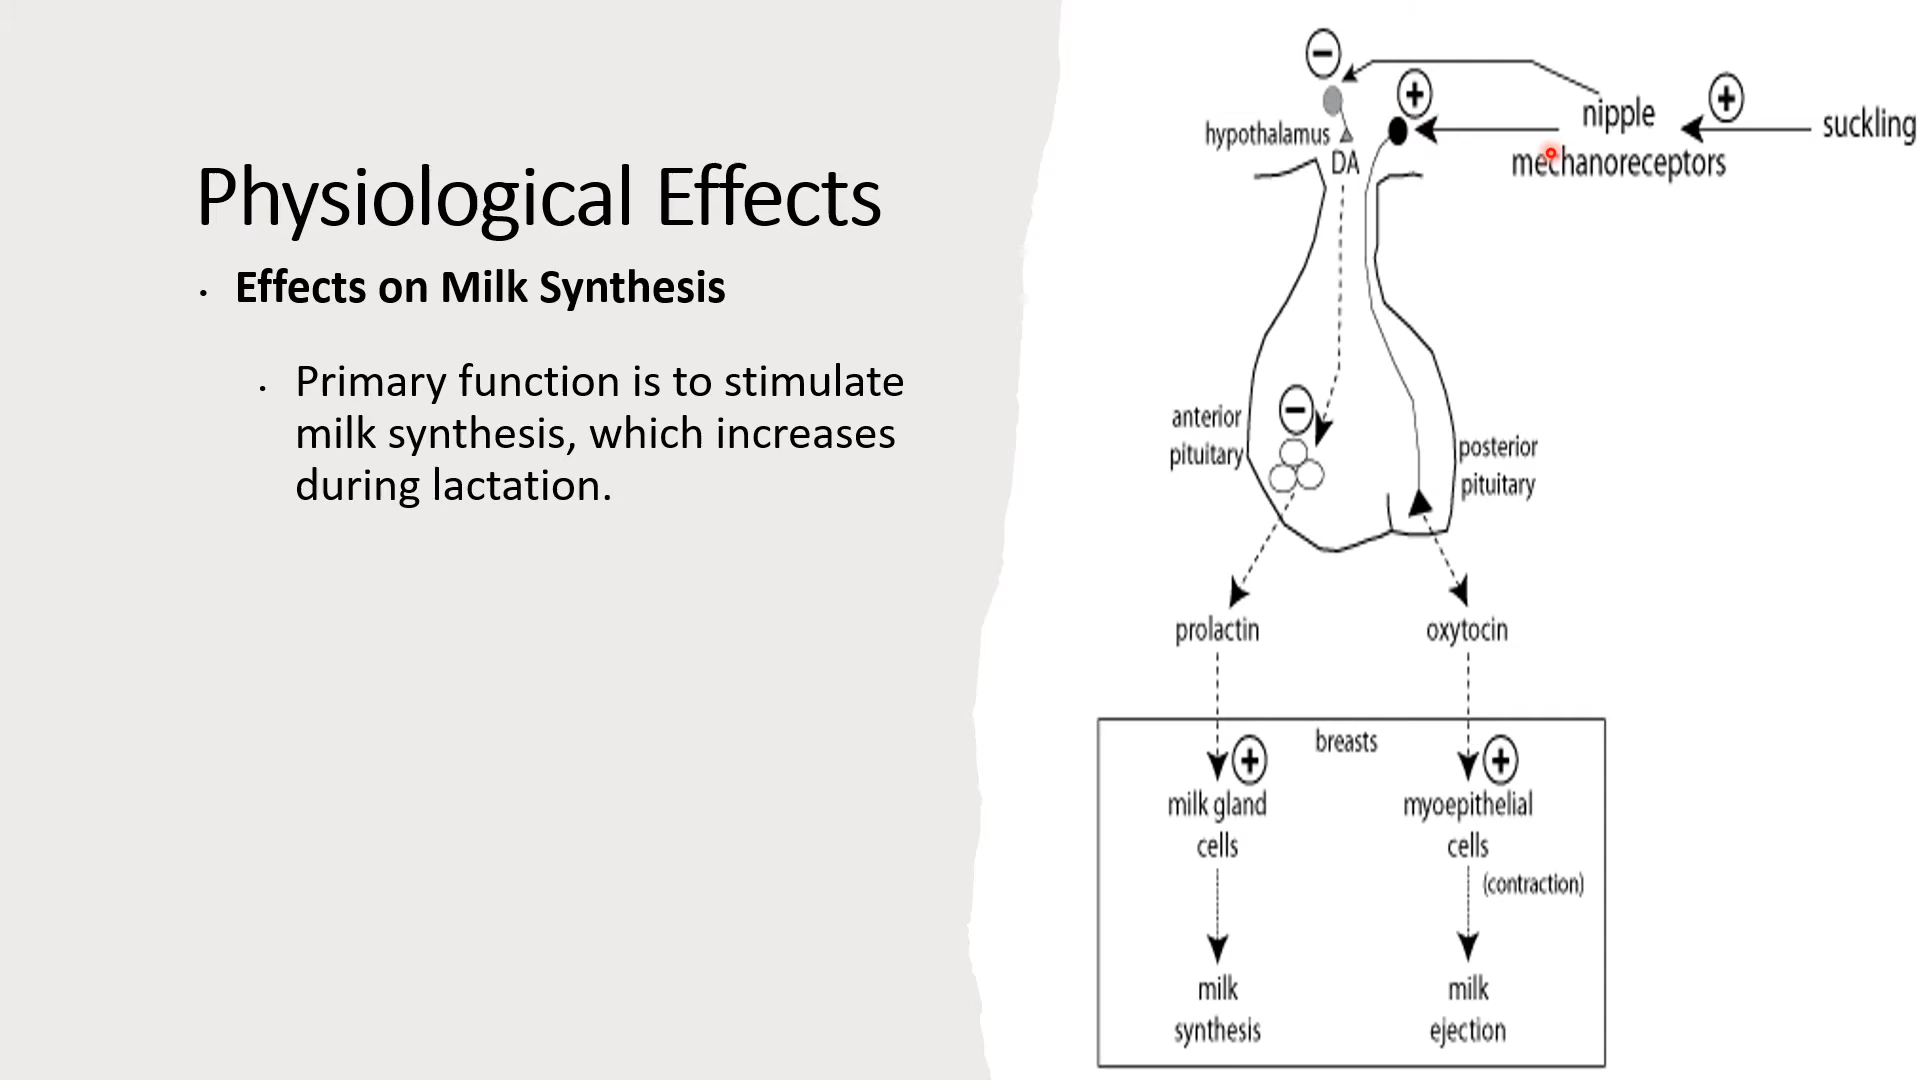 Physiological Effects
• Effects on Milk Synthesis
• Primary function is to stimulate
milk synthesis, which increases
during lactation.
nipple
mechanoreceptors
suckling
hypothalamus
DA
anterior
pituitary
posterior
pituitary
prolactin
oxytocin
breasts
milk gland
cells
myoepithelial
cells
(contraction)
milk
synthesis
milk
ejection